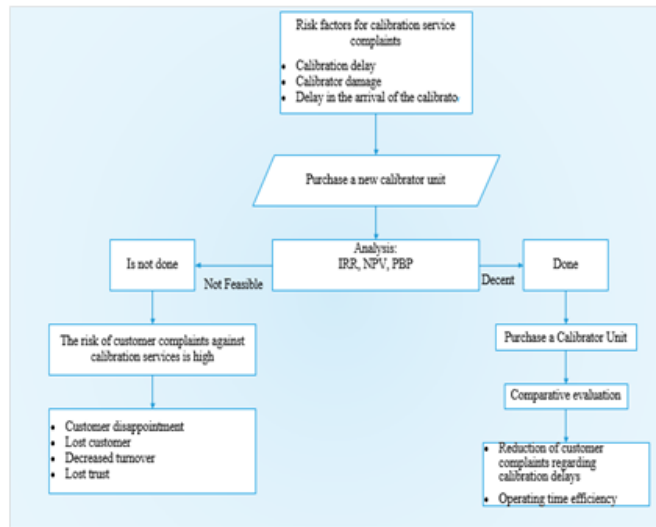 Risk factors for calibration service
complaints
• Calibration delay
• Calibrator damage
• Delay in the arrival of the calibrato
Purchase a new calibrator unit
Analysis:
IRR, NPV, PBP
Is not done
Not Feasible
Decent
Done
The risk of customer complaints against
calibration services is high
• Customer disappointment
• Lost customer
• Decreased turnover
• Lost trust
Purchase a Calibrator Unit
Comparative evaluation
• Reduction of customer
complaints regarding
calibration delays
• Operating time efficiency